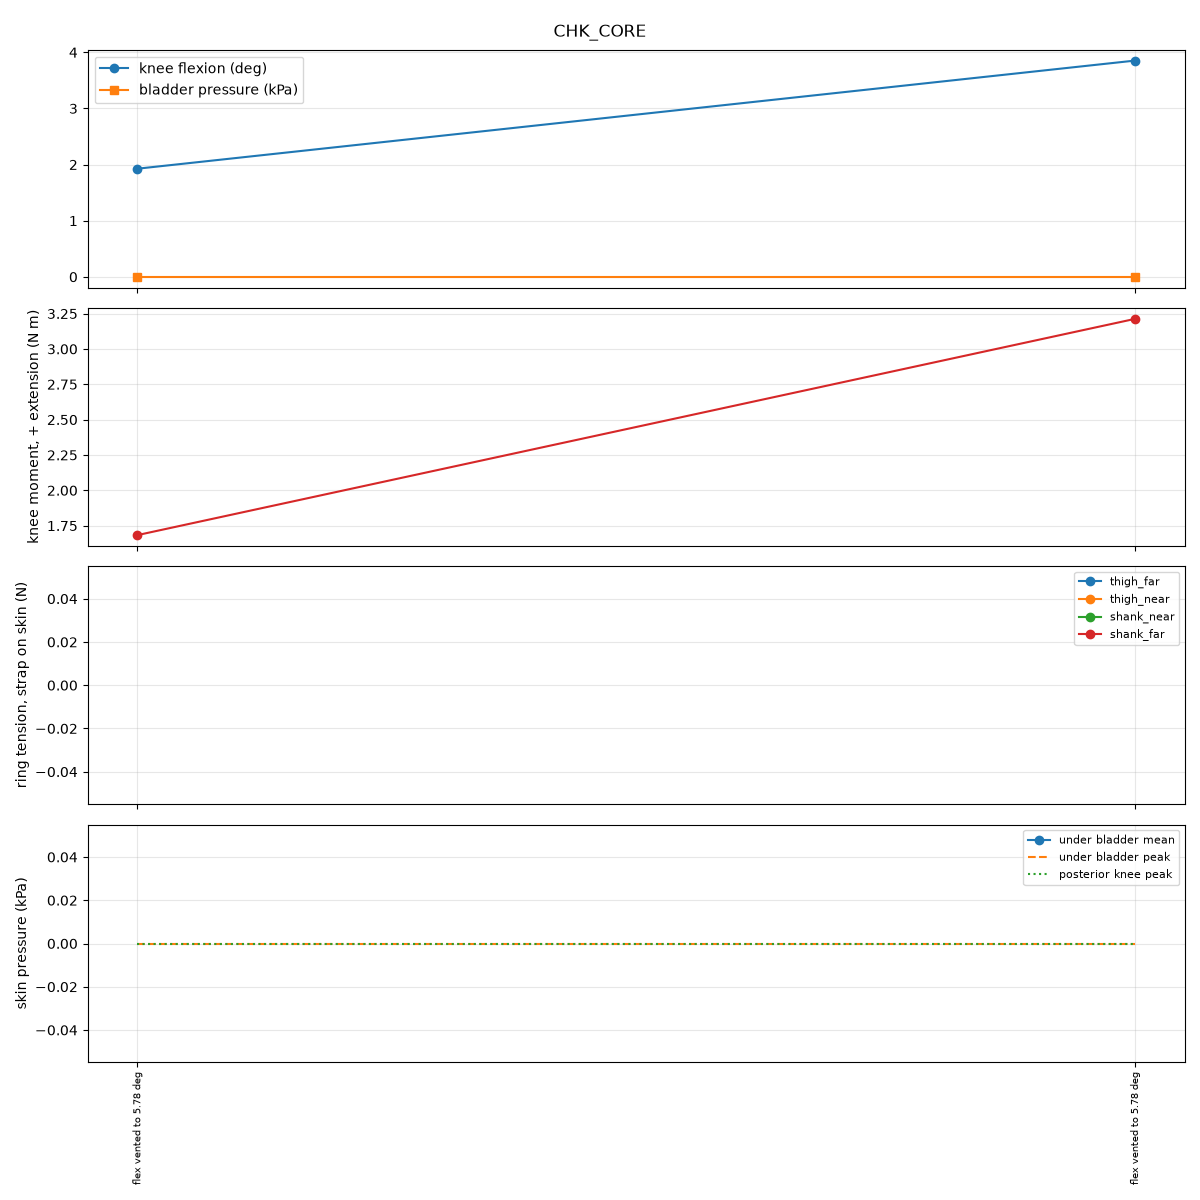 CHK_CORE
4
3
2
1
0
knee flexion (deg)
bladder pressure (kPa)
knee moment, + extension (N m)
3.25
3.00
2.75
2.50
2.25
2.00
1.75
ring tension, strap on skin (N)
0.04
0.02
0.00
−0.02
−0.04
thigh_far
thigh_near
shank_near
shank_far
skin pressure (kPa)
0.04
0.02
0.00
−0.02
−0.04
under bladder mean
under bladder peak
posterior knee peak
flex vented to 5.78 deg
flex vented to 5.78 deg